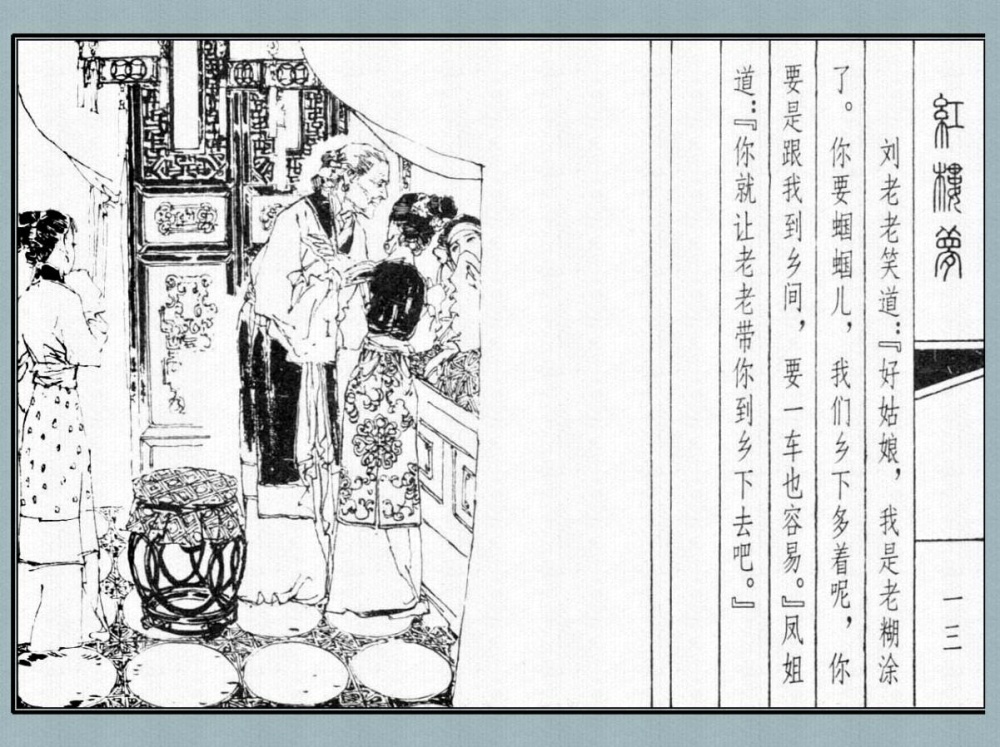 紅樓夢
一三
刘老老笑道：『好姑娘，我是老糊涂
了。你要蝈蝈儿，我们乡下多着呢，你
要是跟我到乡间，要一车也容易。』凤姐
道：『你就让老老带你到乡下去吧。』